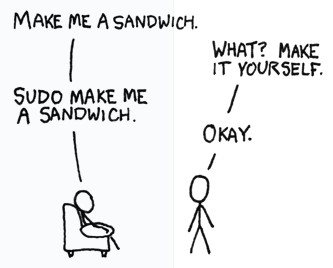 MAKE ME A SANDWICH.
WHAT? MAKE
IT YOURSELF.
SUDO MAKE ME
A SANDWICH.
OKAY.